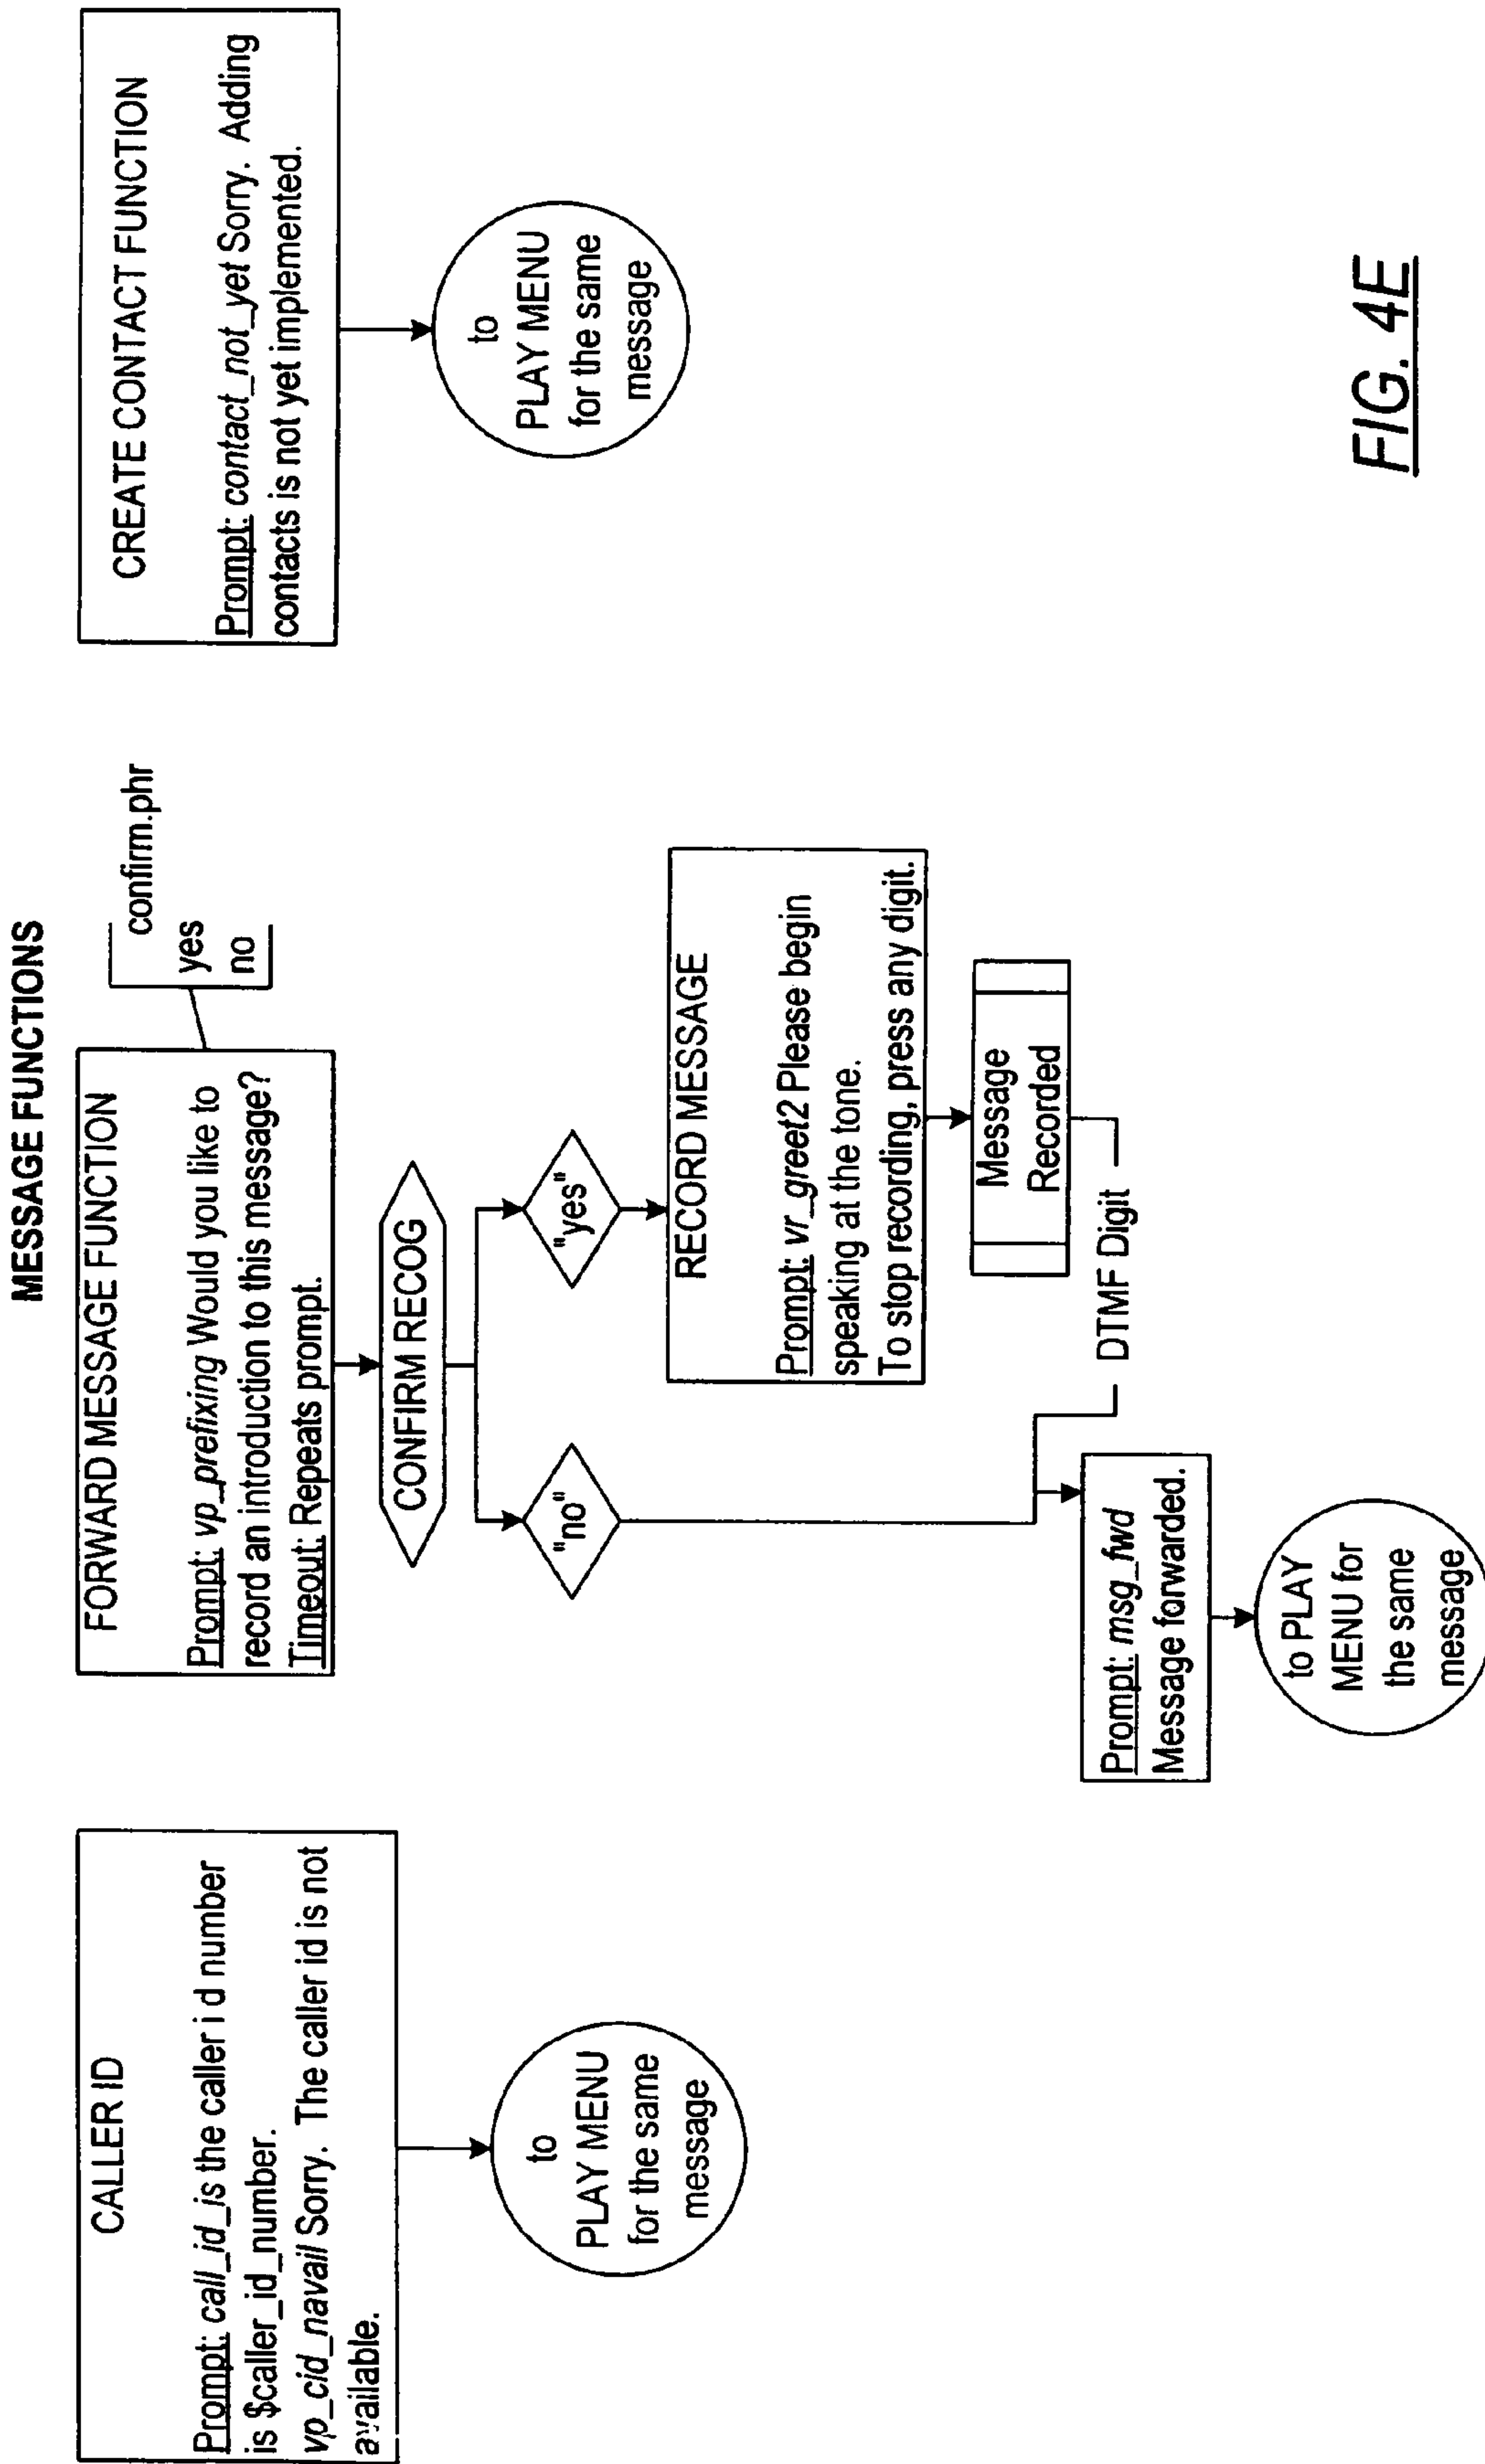 MESSAGE FUNCTIONS
CALLER ID
Prompt: call_id_is the caller i d number
is $caller_id_number.
vp_cid_navail Sorry. The caller id is not
available.
to
PLAY MENU
for the same
message
FORWARD MESSAGE FUNCTION
Prompt: vp_prefixing Would you like to
record an introduction to this message?
Timeout: Repeats prompt.
confirm.phr
yes
no
CONFIRM RECOG
"no"
"yes"
RECORD MESSAGE
Prompt: vr_greet2 Please begin
speaking at the tone.
To stop recording, press any digit.
Message
Recorded
DTMF Digit
Prompt: msg_fwd
Message forwarded.
to PLAY
MENU for
the same
message
CREATE CONTACT FUNCTION
Prompt: contact_not_yet Sorry. Adding
contacts is not yet implemented.
to
PLAY MENU
for the same
message
FIG. 4E